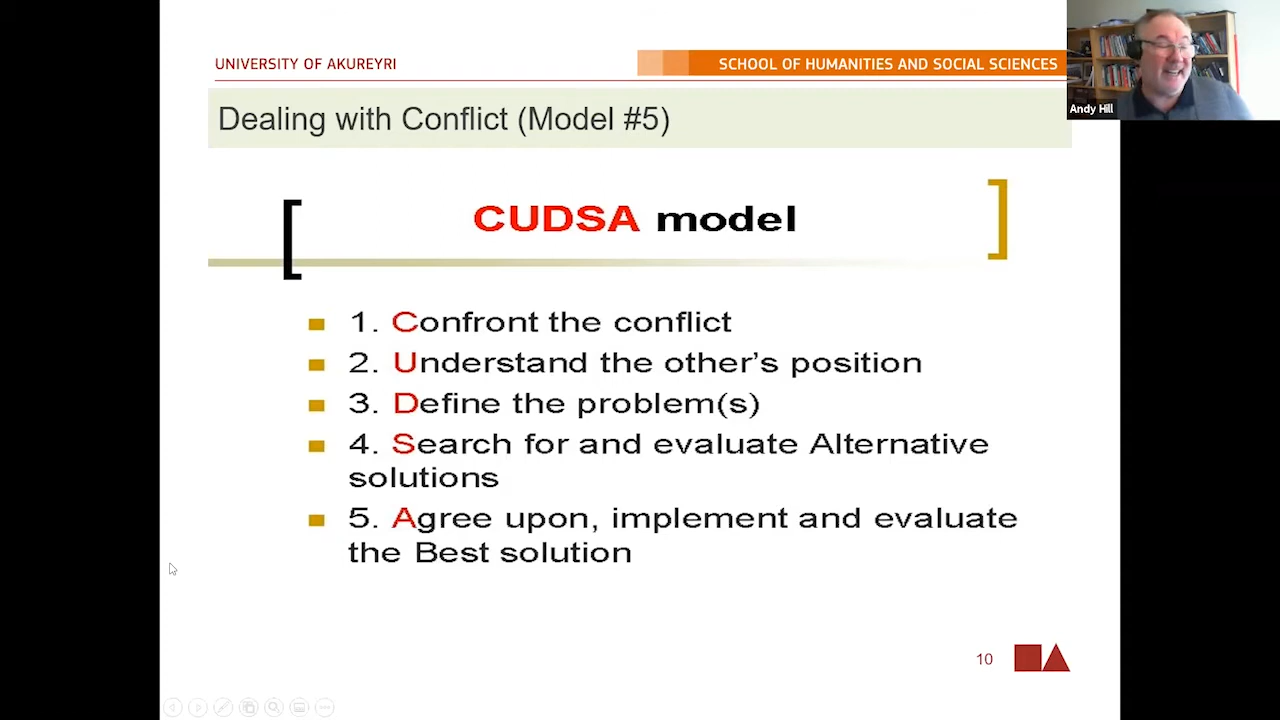 UNIVERSITY OF AKUREYRI
SCHOOL OF HUMANITIES AND SOCIAL SCIENCES
Andy Hill
Dealing with Conflict (Model #5)
CUDSA model
1. Confront the conflict
2. Understand the other's position
3. Define the problem(s)
4. Search for and evaluate Alternative
solutions
5. Agree upon, implement and evaluate
the Best solution
10